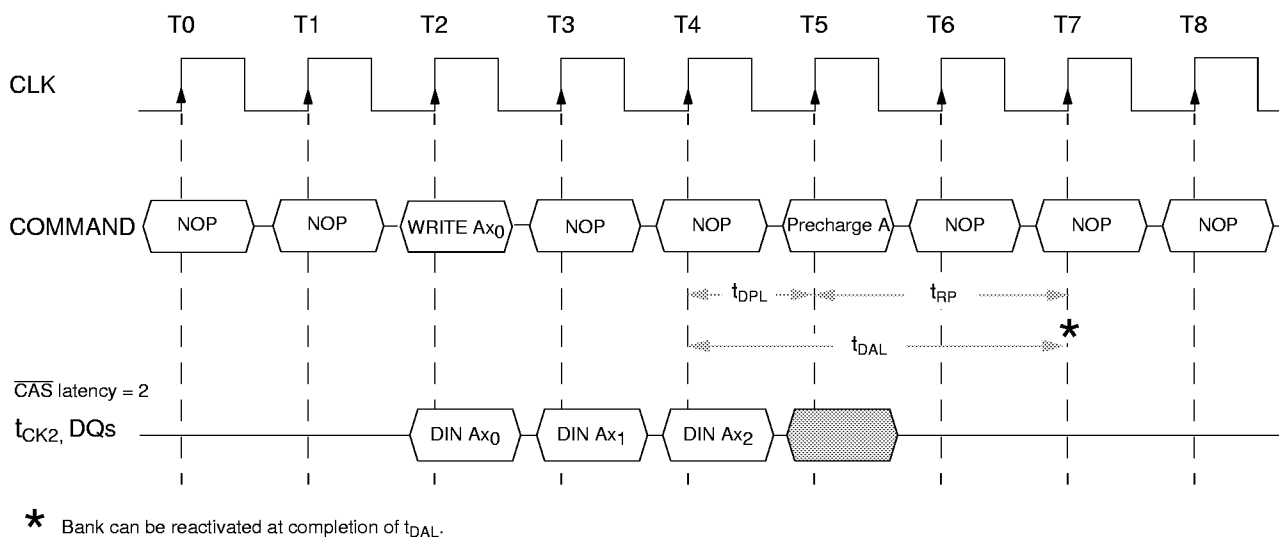 T0 T1 T2 T3 T4 T5 T6 T7 T8
CLK
COMMAND NOP NOP WRITE Ax0 NOP NOP Precharge A NOP NOP NOP
tDPL tRP
*
tDAL
CAS latency = 2
tCK2, DQs DIN Ax0 DIN Ax1 DIN Ax2
* Bank can be reactivated at completion of tDAL.